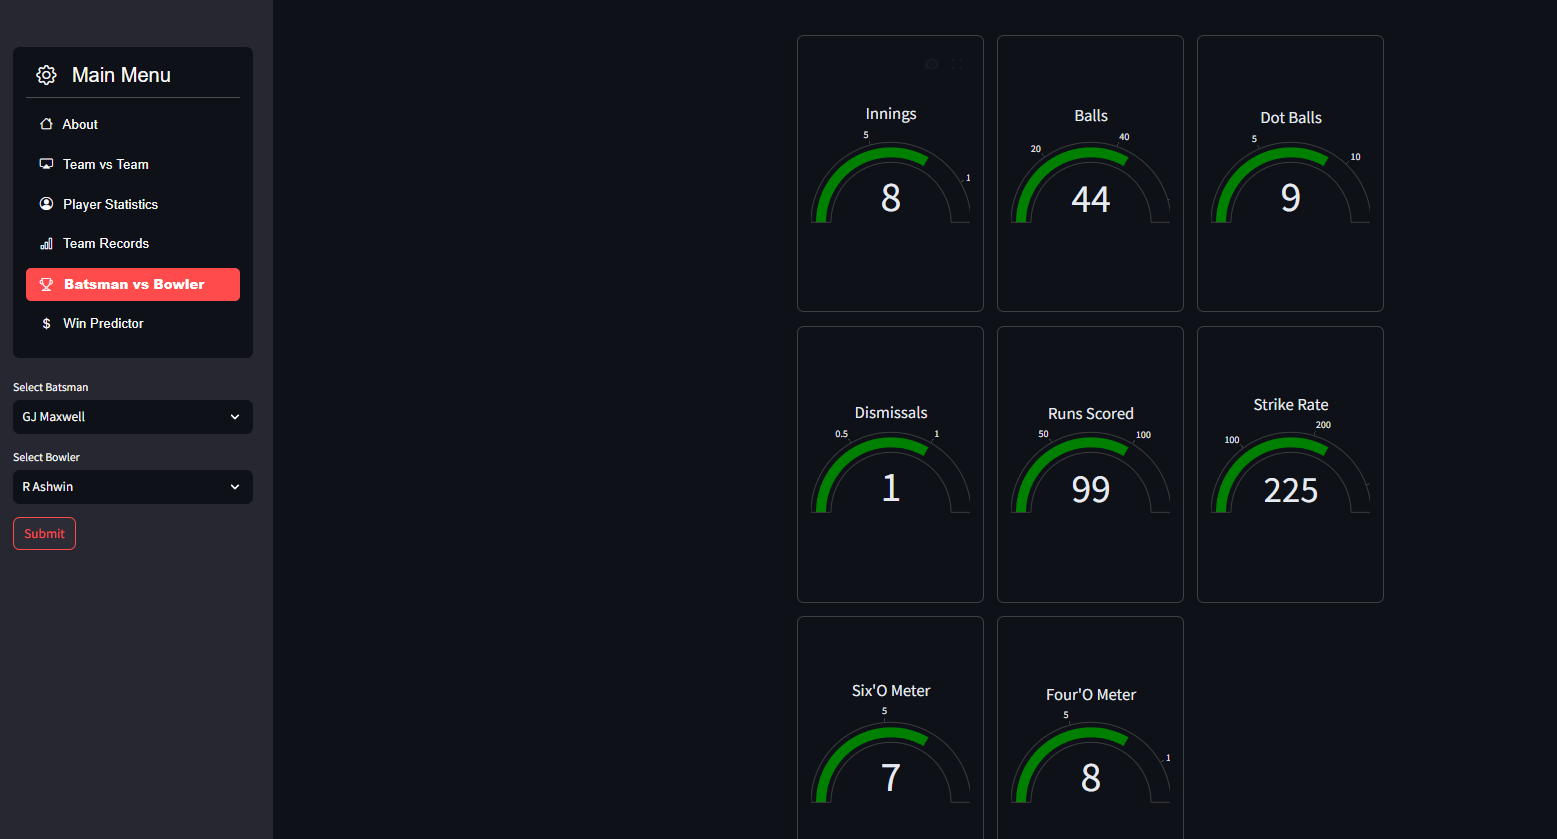 Main Menu
About
Team vs Team
Player Statistics
Team Records
Batsman vs Bowler
$ Win Predictor
Select Batsman
GJ Maxwell
Select Bowler
R Ashwin
Submit
Innings
5
1
8
Balls
20
40
44
Dot Balls
5
10
9
Dismissals
0.5
1
1
Runs Scored
50
100
99
Strike Rate
100
200
225
Six'O Meter
5
7
Four'O Meter
5
1
8